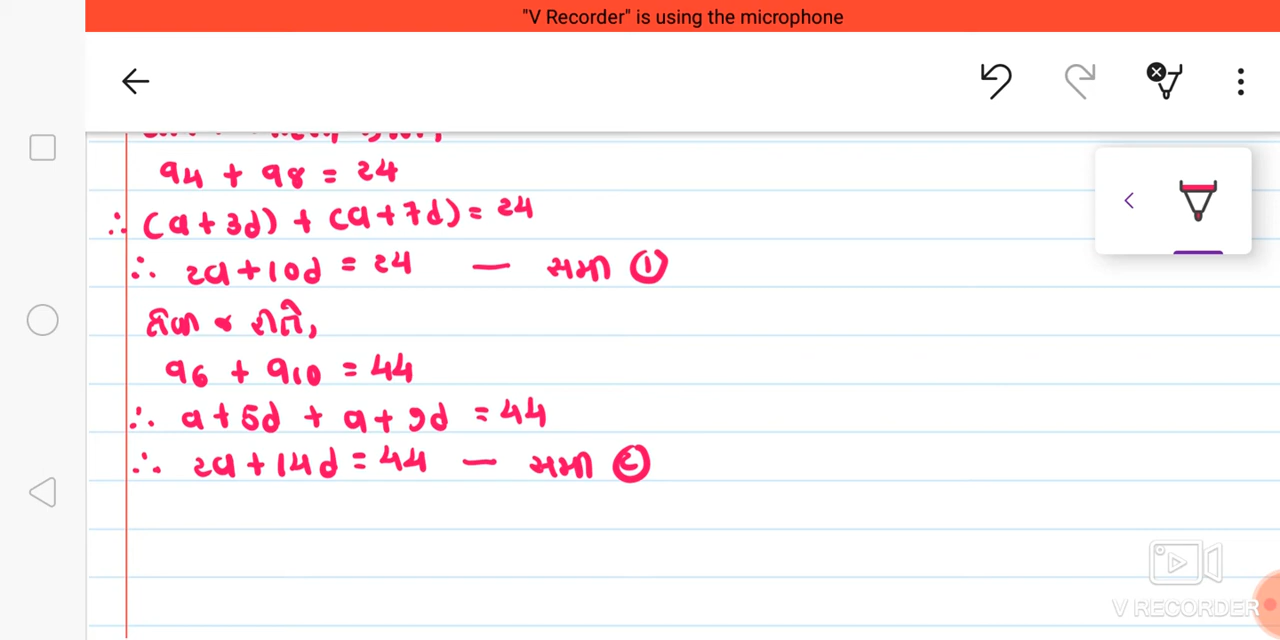 "V Recorder" is using the microphone
a4 + a8 = 24
∴ (a + 3d) + (a + 7d) = 24
∴ 2a + 10d = 24 — સમી ①
તેવી જ રીતે,
a6 + a10 = 44
∴ a + 5d + a + 9d = 44
∴ 2a + 14d = 44 — સમી ②
V RECORDER